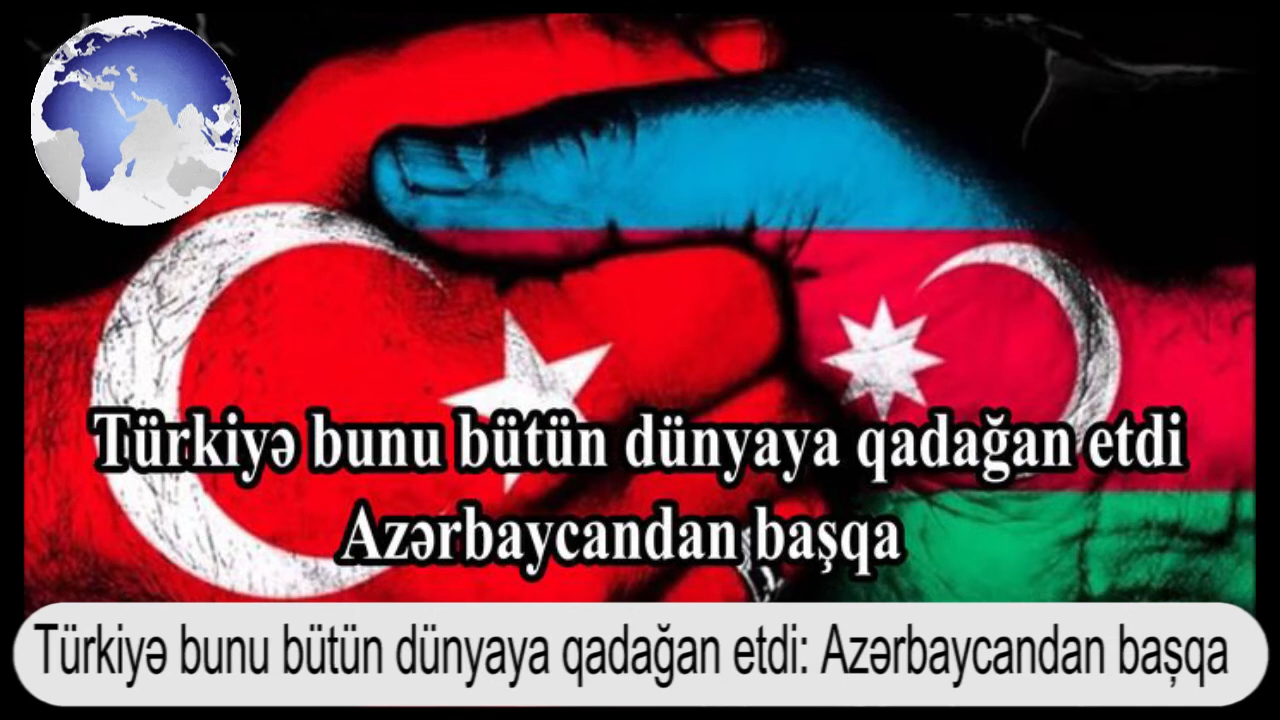 Türkiyə bunu bütün dünyaya qadağan etdi
Azərbaycandan başqa
Türkiyə bunu bütün dünyaya qadağan etdi: Azərbaycandan başqa